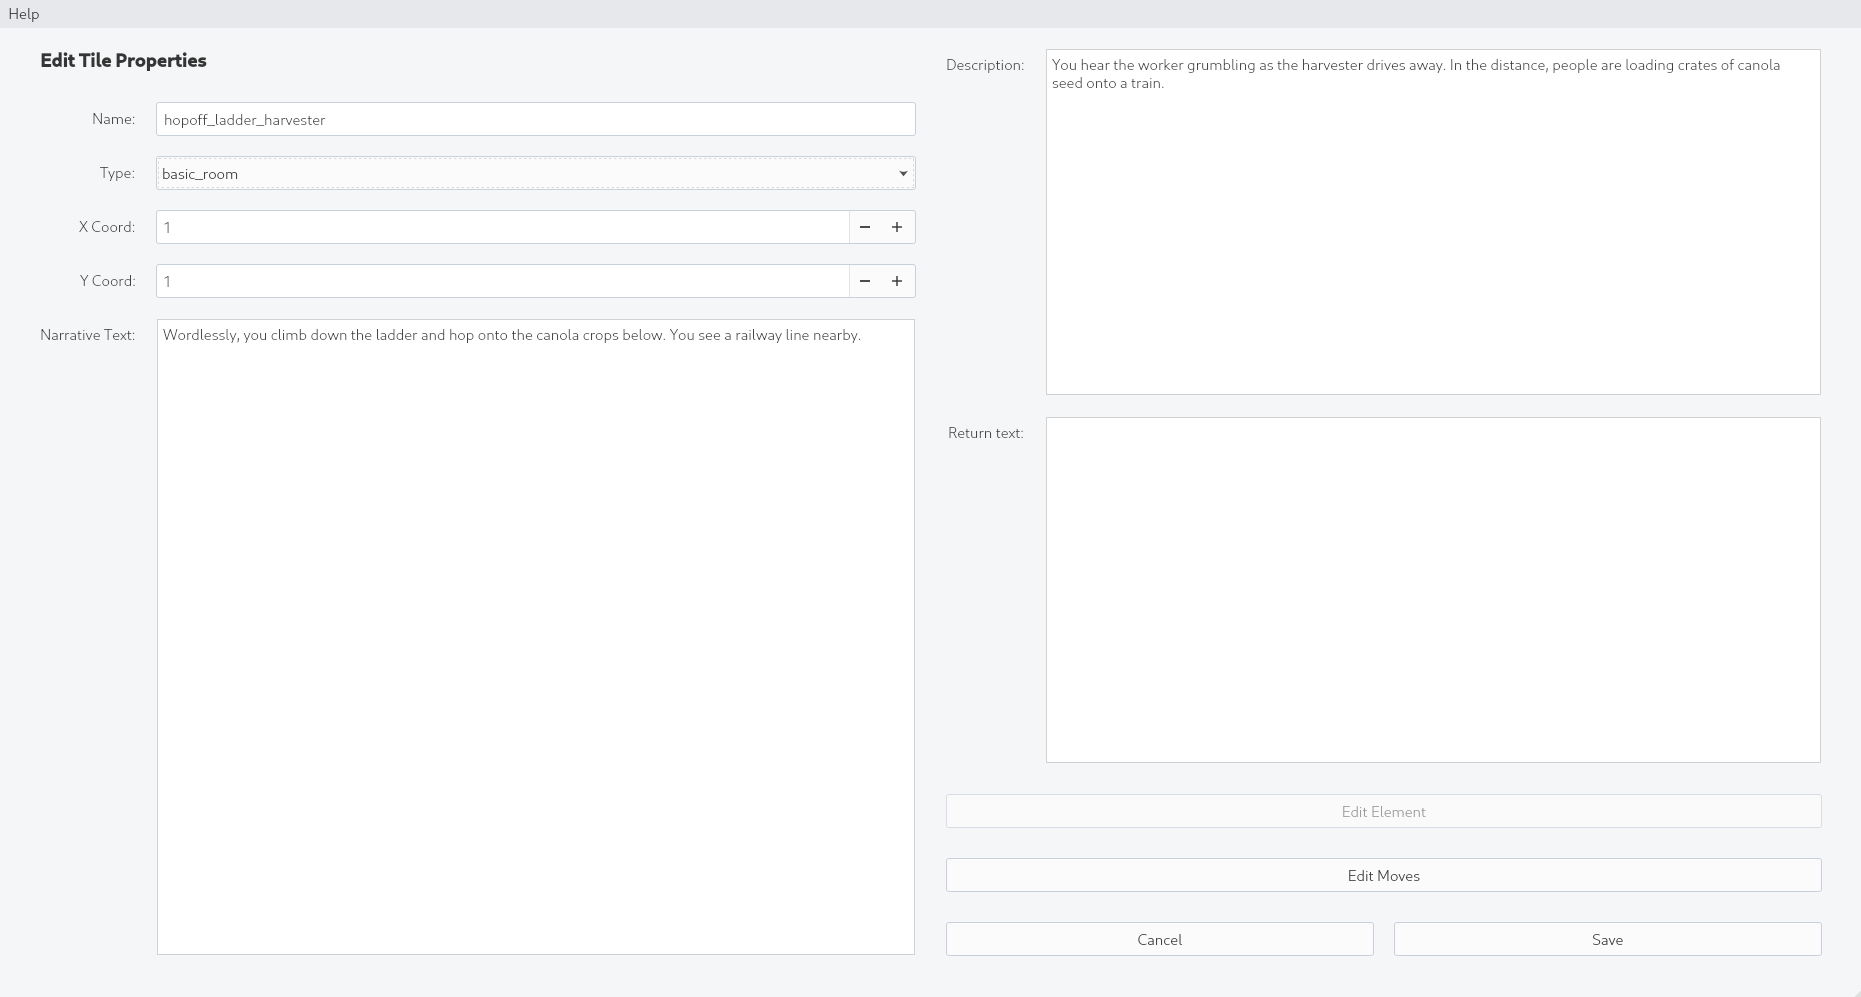 Help
Edit Tile Properties
Name:
hopoff_ladder_harvester
Type:
basic_room
X Coord:
1
Y Coord:
1
Narrative Text:
Wordlessly, you climb down the ladder and hop onto the canola crops below. You see a railway line nearby.
Description:
You hear the worker grumbling as the harvester drives away. In the distance, people are loading crates of canola
seed onto a train.
Return text:
Edit Element
Edit Moves
Cancel
Save